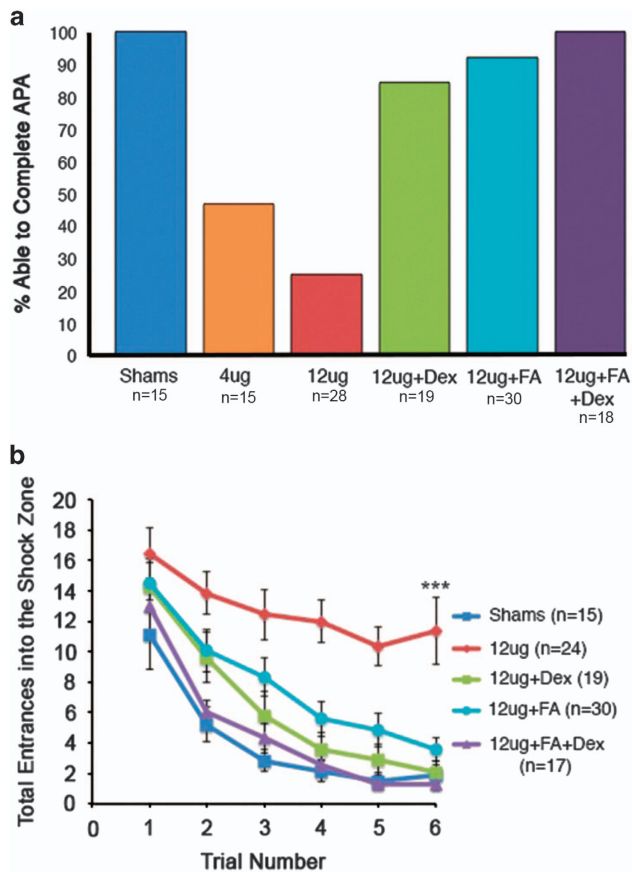 a
% Able to Complete APA
100
90
80
70
60
50
40
30
20
10
0
Shams 4ug 12ug 12ug+Dex 12ug+FA 12ug+FA
+Dex
n=15 n=15 n=28 n=19 n=30 n=18
b
Total Entrances into the Shock Zone
20
18
16
14
12
10
8
6
4
2
0
***
Shams (n=15)
12ug (n=24)
12ug+Dex (19)
12ug+FA (n=30)
12ug+FA+Dex
(n=17)
0 1 2 3 4 5 6
Trial Number